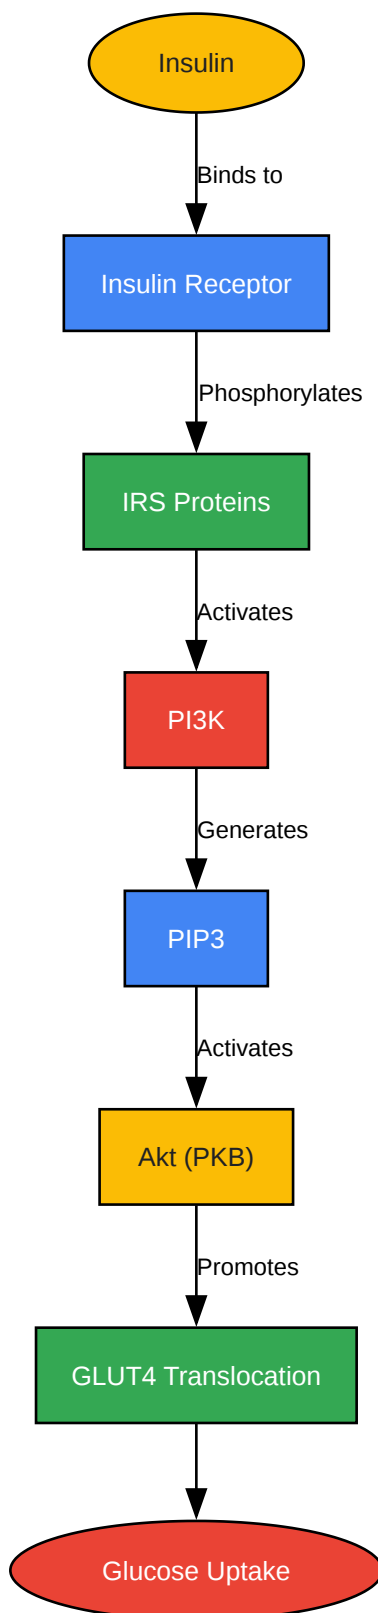 Insulin
Binds to
Insulin Receptor
Phosphorylates
IRS Proteins
Activates
PI3K
Generates
PIP3
Activates
Akt (PKB)
Promotes
GLUT4 Translocation
Glucose Uptake